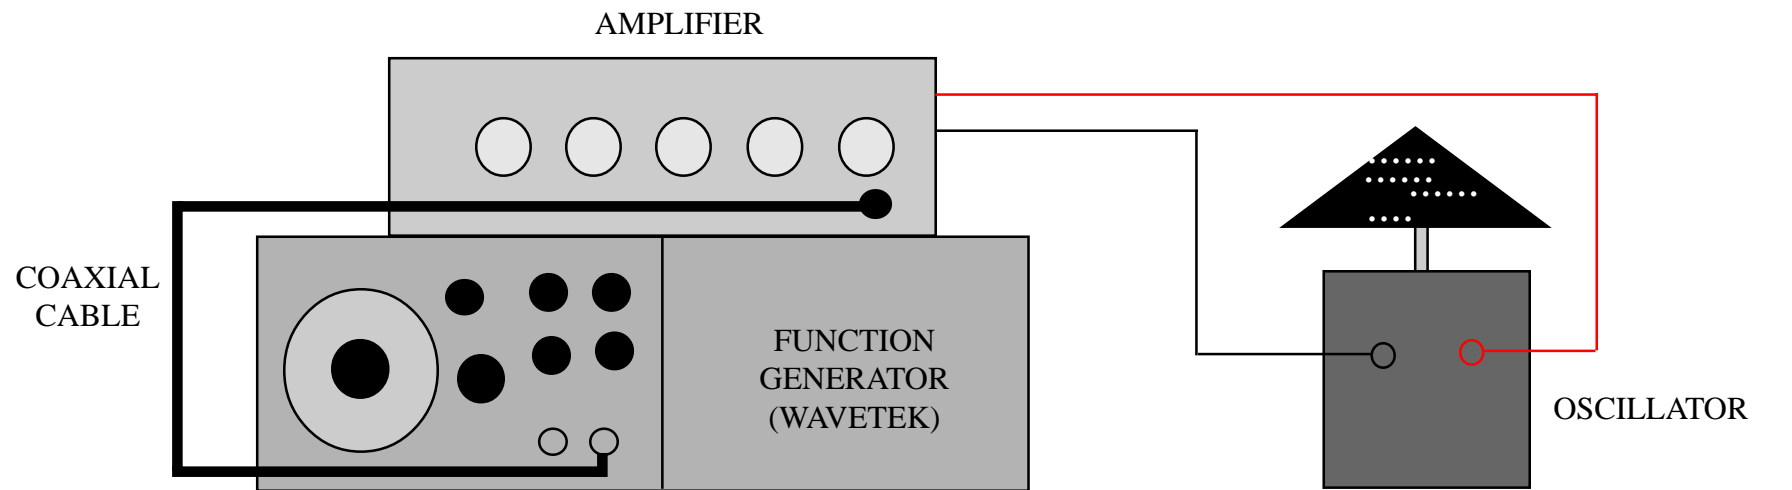 AMPLIFIER
COAXIAL
CABLE
FUNCTION
GENERATOR
(WAVETEK)
OSCILLATOR